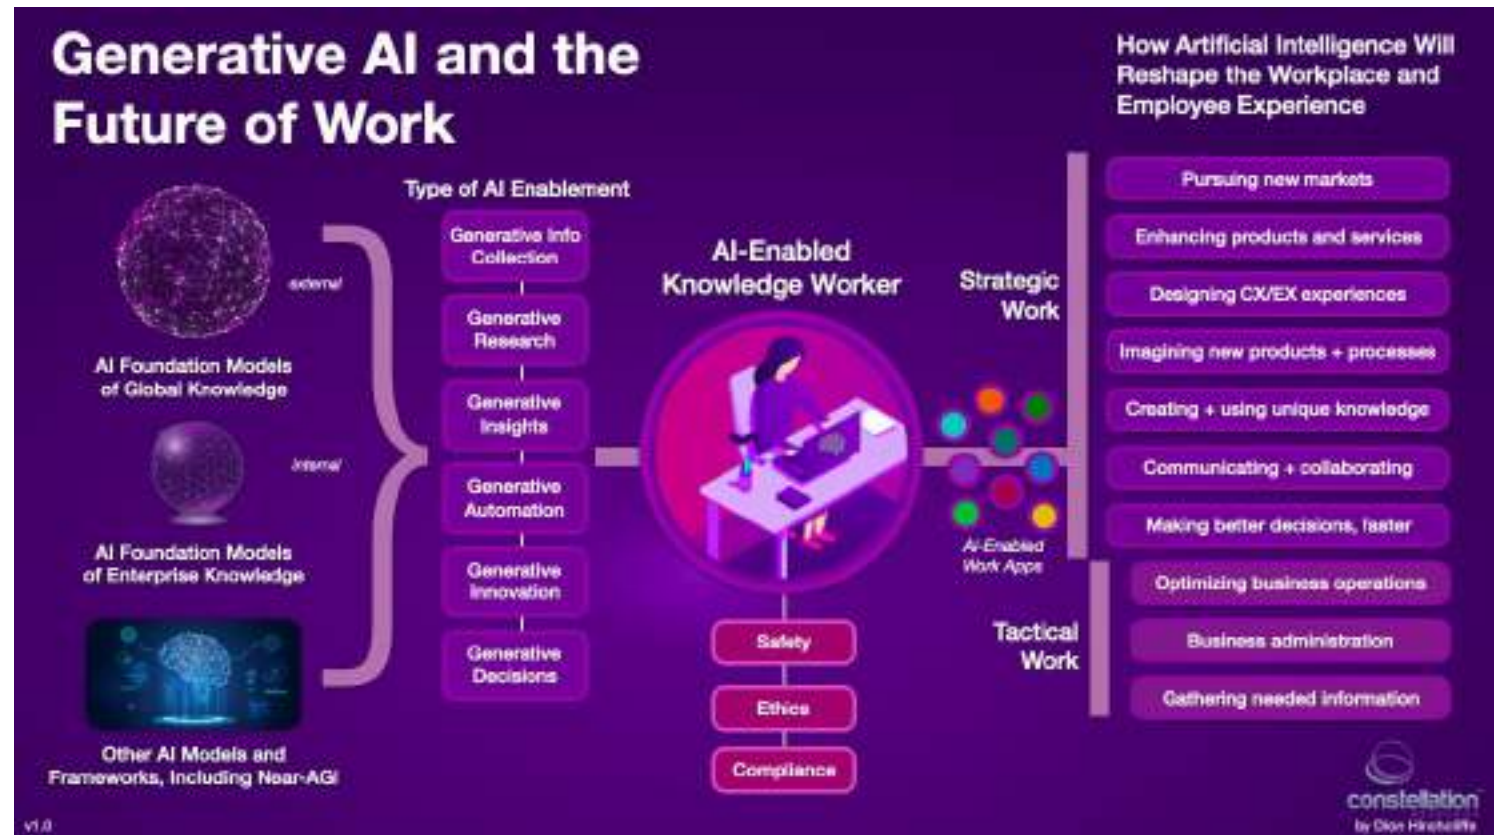 Generative AI and the
Future of Work
How Artificial Intelligence Will
Reshape the Workplace and
Employee Experience
external
AI Foundation Models
of Global Knowledge
internal
AI Foundation Models
of Enterprise Knowledge
Other AI Models and
Frameworks, Including Near-AGI
Type of AI Enablement
Generative Info
Collection
Generative
Research
Generative
Insights
Generative
Automation
Generative
Innovation
Generative
Decisions
AI-Enabled
Knowledge Worker
Safety
Ethics
Compliance
AI-Enabled
Work Apps
Strategic
Work
Pursuing new markets
Enhancing products and services
Designing CX/EX experiences
Imagining new products + processes
Creating + using unique knowledge
Communicating + collaborating
Making better decisions, faster
Tactical
Work
Optimizing business operations
Business administration
Gathering needed information
constellation
by Dion Hinchcliffe
v1.0